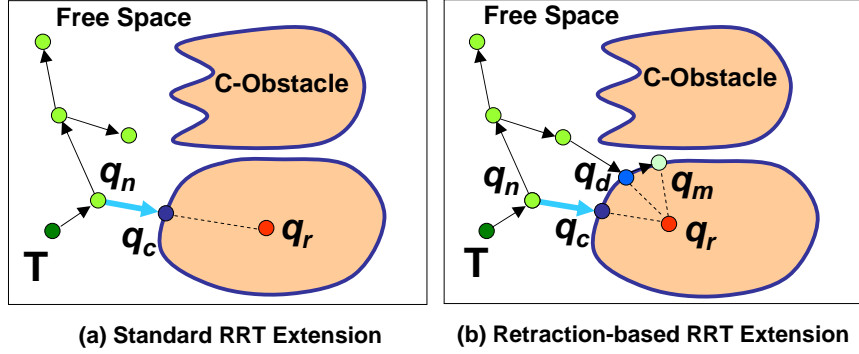 Free Space
C-Obstacle
q_n
q_c
q_r
T
(a) Standard RRT Extension
Free Space
C-Obstacle
q_n
q_d
q_m
q_c
q_r
T
(b) Retraction-based RRT Extension